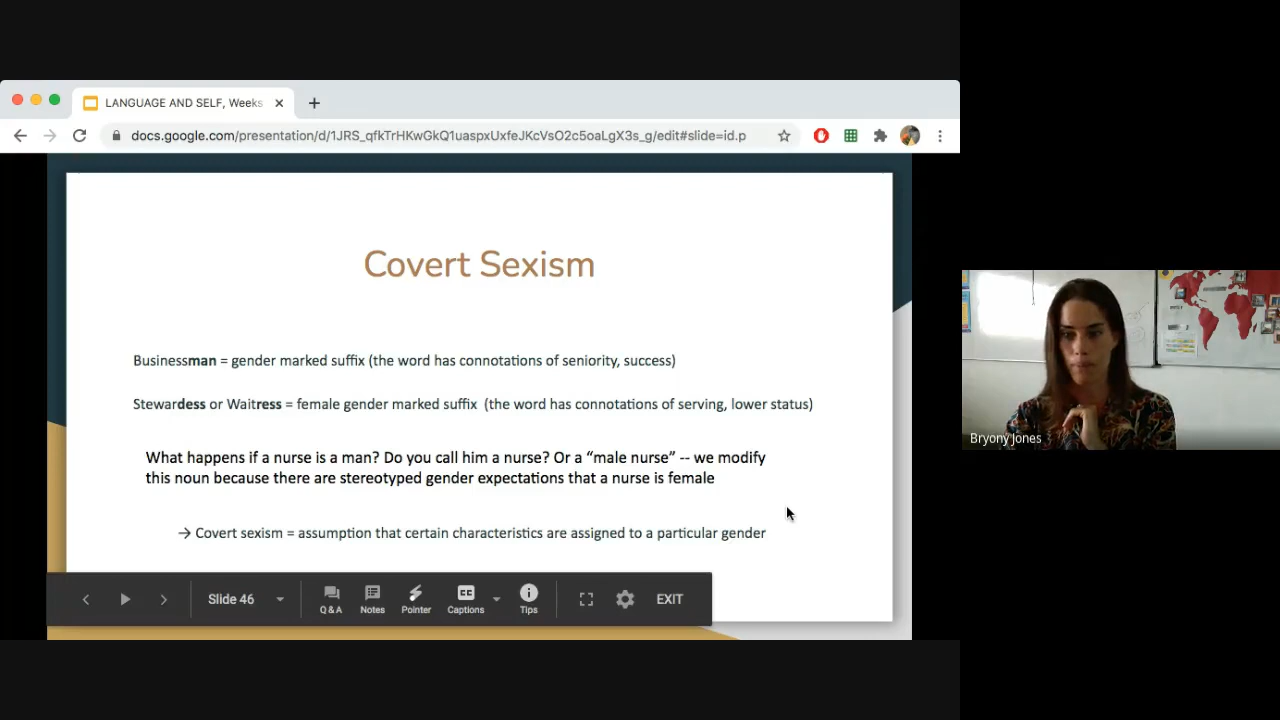 LANGUAGE AND SELF, Weeks
docs.google.com/presentation/d/1JRS_qfkTrHKwGkQ1uaspxUxfeJKcVsO2c5oaLgX3s_g/edit#slide=id.p
Covert Sexism
Businessman = gender marked suffix (the word has connotations of seniority, success)
Stewardess or Waitress = female gender marked suffix (the word has connotations of serving, lower status)
What happens if a nurse is a man? Do you call him a nurse? Or a “male nurse” -- we modify
this noun because there are stereotyped gender expectations that a nurse is female
→ Covert sexism = assumption that certain characteristics are assigned to a particular gender
Slide 46
Q & A
Notes
Pointer
CC
Captions
Tips
EXIT
Bryony Jones